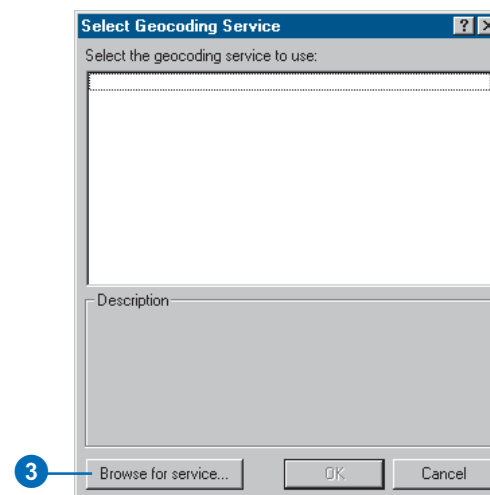 Select Geocoding Service
Select the geocoding service to use:
Description
3
Browse for service...
OK
Cancel